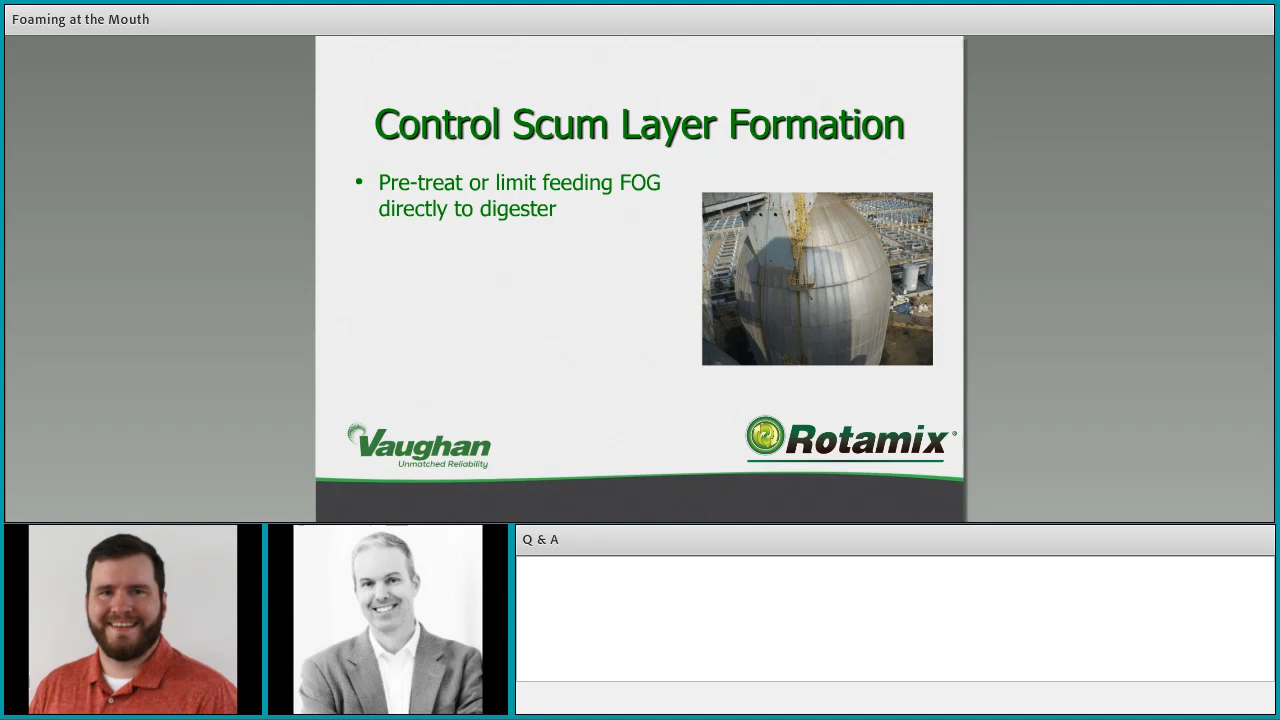 Foaming at the Mouth
Control Scum Layer Formation
• Pre-treat or limit feeding FOG
directly to digester
Vaughan
Unmatched Reliability
Rotamix®
Q & A